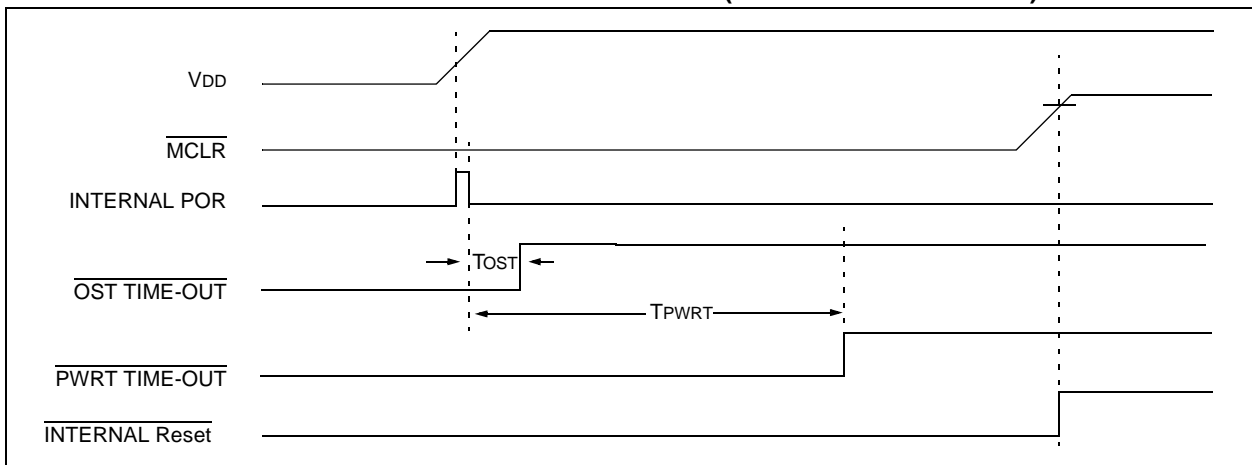 VDD
MCLR
INTERNAL POR
TOST
OST TIME-OUT
TPWRT
PWRT TIME-OUT
INTERNAL Reset